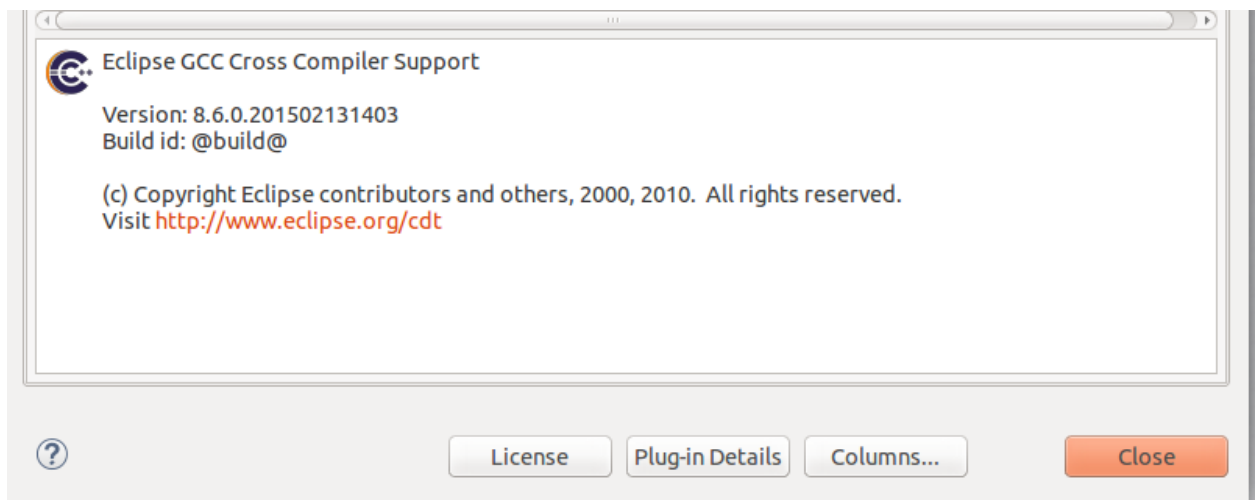 Eclipse GCC Cross Compiler Support
Version: 8.6.0.201502131403
Build id: @build@
(c) Copyright Eclipse contributors and others, 2000, 2010.  All rights reserved.
Visit http://www.eclipse.org/cdt
?
License
Plug-in Details
Columns...
Close